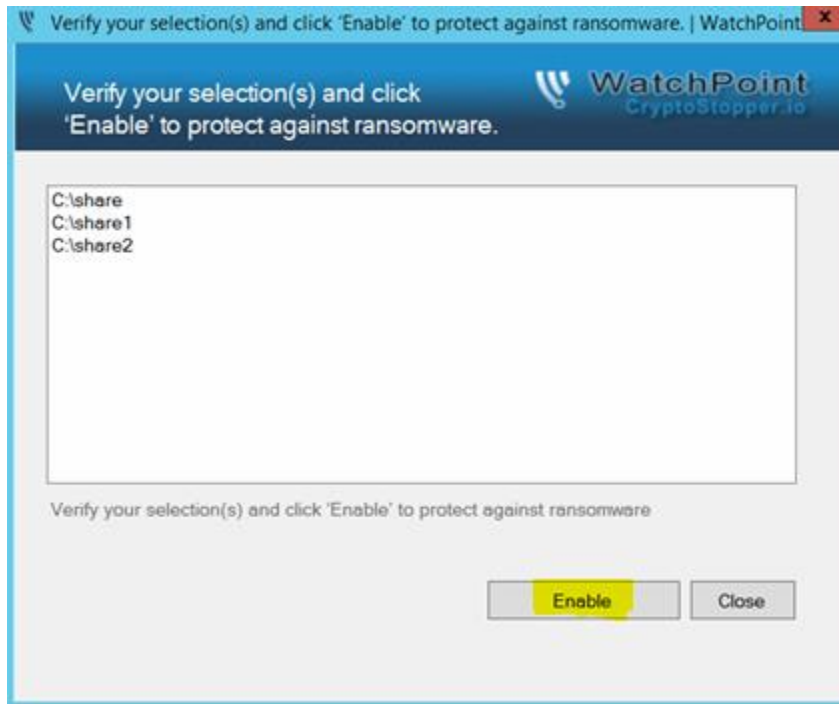 Verify your selection(s) and click 'Enable' to protect against ransomware. | WatchPoint
Verify your selection(s) and click
'Enable' to protect against ransomware.
WatchPoint
CryptoStopper.io
C:\share
C:\share1
C:\share2
Verify your selection(s) and click 'Enable' to protect against ransomware
Enable
Close